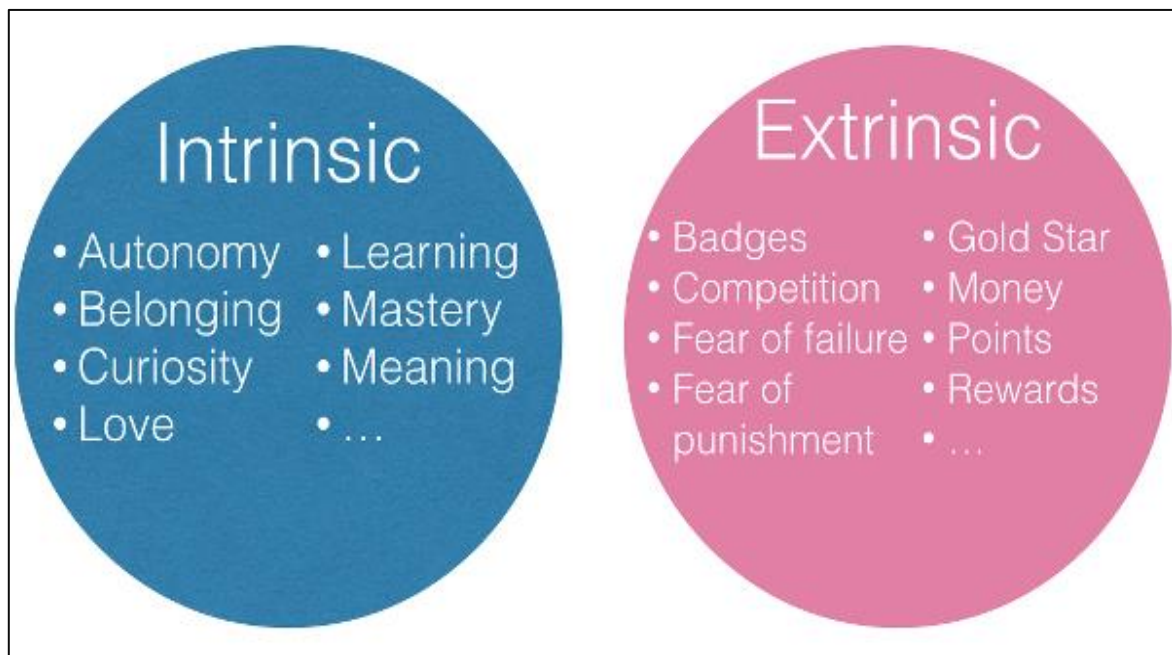 Intrinsic
• Autonomy
• Belonging
• Curiosity
• Love
• Learning
• Mastery
• Meaning
• ...
Extrinsic
• Badges
• Competition
• Fear of failure
• Fear of
punishment
• Gold Star
• Money
• Points
• Rewards
• ...